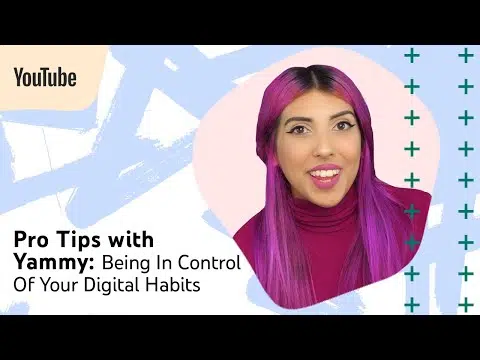 YouTube
Pro Tips with
Yammy: Being In Control
Of Your Digital Habits